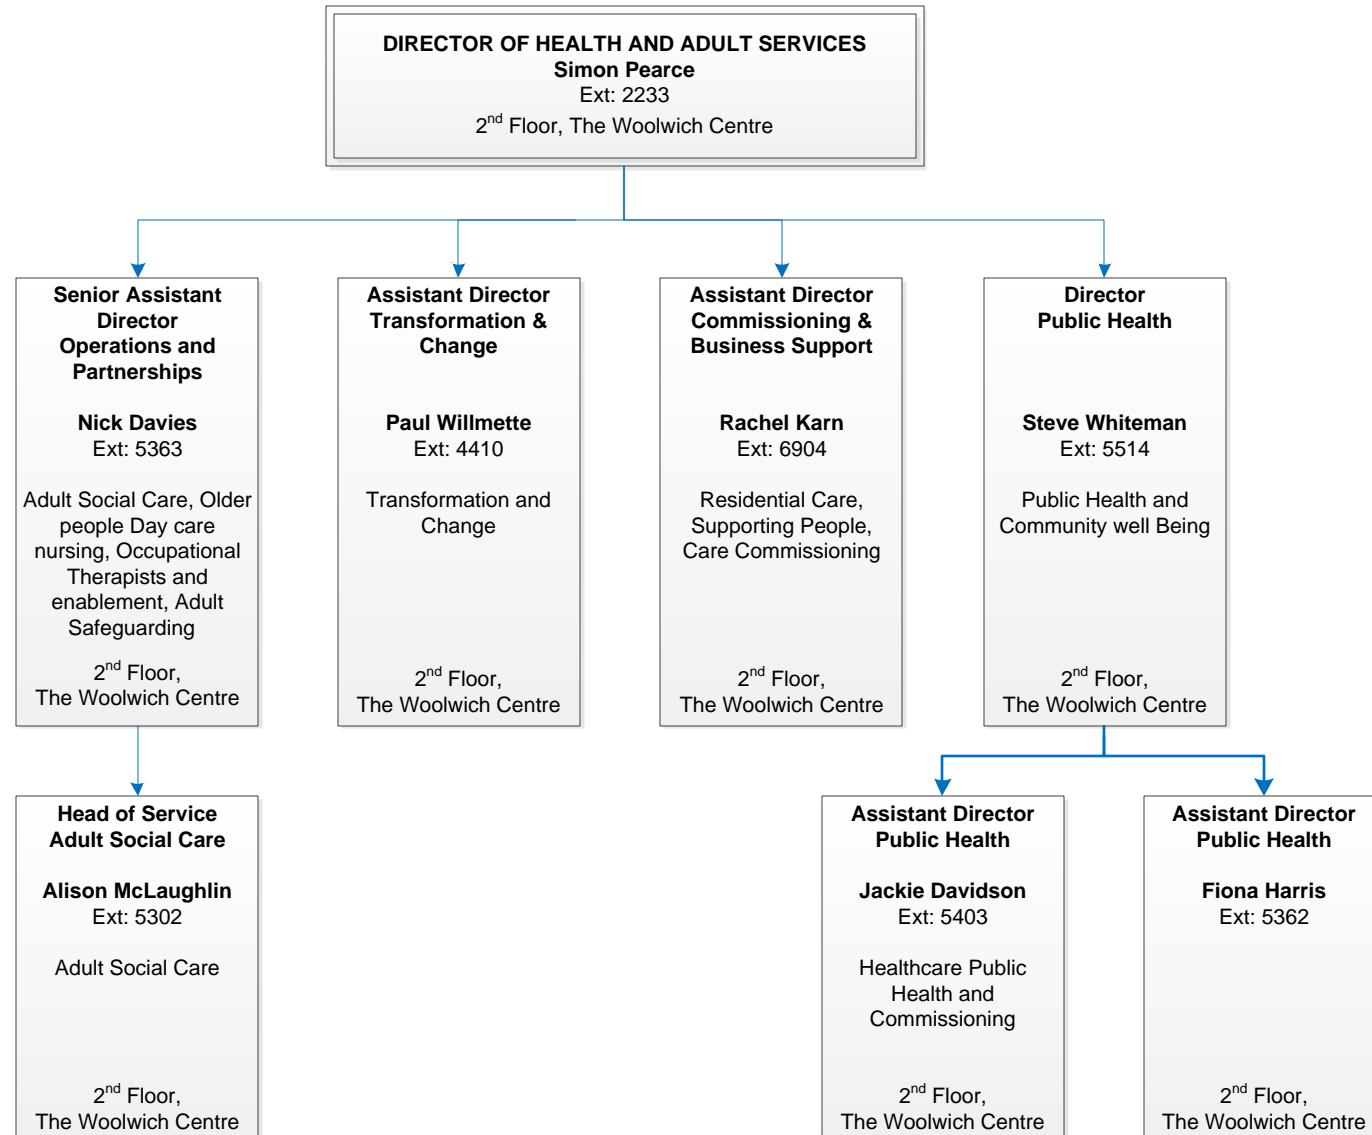 DIRECTOR OF HEALTH AND ADULT SERVICES
Simon Pearce
Ext: 2233
2nd Floor, The Woolwich Centre
Senior Assistant
Director
Operations and
Partnerships
Nick Davies
Ext: 5363
Adult Social Care, Older
people Day care
nursing, Occupational
Therapists and
enablement, Adult
Safeguarding
2nd Floor,
The Woolwich Centre
Assistant Director
Transformation &
Change
Paul Willmette
Ext: 4410
Transformation and
Change
2nd Floor,
The Woolwich Centre
Assistant Director
Commissioning &
Business Support
Rachel Karn
Ext: 6904
Residential Care,
Supporting People,
Care Commissioning
2nd Floor,
The Woolwich Centre
Director
Public Health
Steve Whiteman
Ext: 5514
Public Health and
Community well Being
2nd Floor,
The Woolwich Centre
Head of Service
Adult Social Care
Alison McLaughlin
Ext: 5302
Adult Social Care
2nd Floor,
The Woolwich Centre
Assistant Director
Public Health
Jackie Davidson
Ext: 5403
Healthcare Public
Health and
Commissioning
2nd Floor,
The Woolwich Centre
Assistant Director
Public Health
Fiona Harris
Ext: 5362
2nd Floor,
The Woolwich Centre